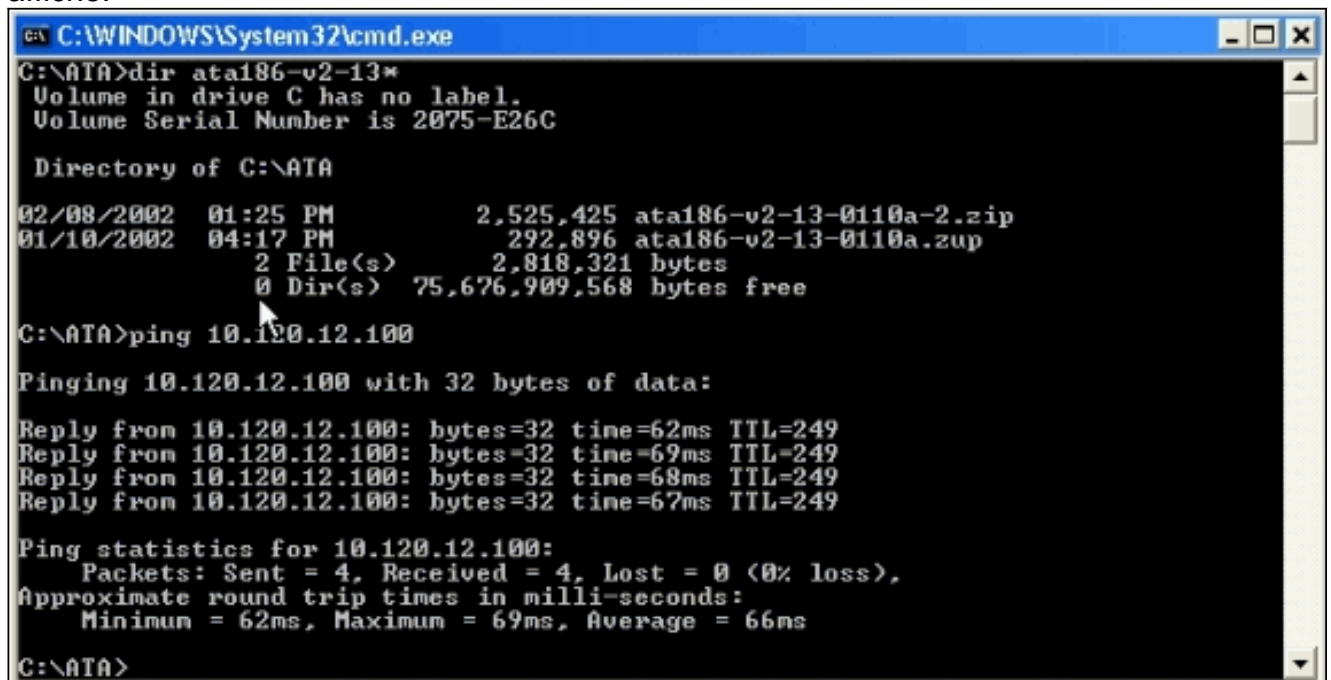 C:\WINDOWS\System32\cmd.exe
C:\ATA>dir ata186-v2-13*
Volume in drive C has no label.
Volume Serial Number is 2075-E26C
Directory of C:\ATA
02/08/2002 01:25 PM 2,525,425 ata186-v2-13-0110a-2.zip
01/10/2002 04:17 PM 292,896 ata186-v2-13-0110a.zup
2 File(s) 2,818,321 bytes
0 Dir(s) 75,676,909,568 bytes free
C:\ATA>ping 10.120.12.100
Pinging 10.120.12.100 with 32 bytes of data:
Reply from 10.120.12.100: bytes=32 time=62ms TTL=249
Reply from 10.120.12.100: bytes=32 time=69ms TTL=249
Reply from 10.120.12.100: bytes=32 time=68ms TTL=249
Reply from 10.120.12.100: bytes=32 time=67ms TTL=249
Ping statistics for 10.120.12.100:
Packets: Sent = 4, Received = 4, Lost = 0 (0% loss),
Approximate round trip times in milli-seconds:
Minimum = 62ms, Maximum = 69ms, Average = 66ms
C:\ATA>